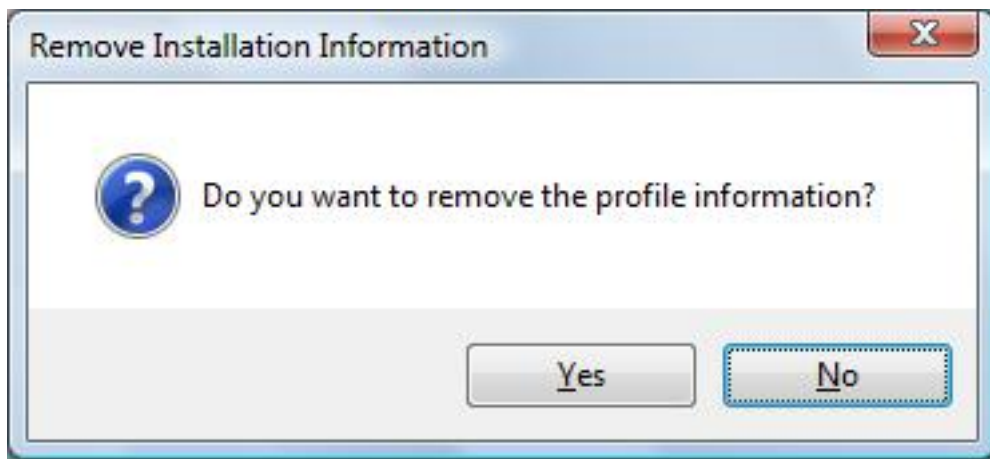 Remove Installation Information
Do you want to remove the profile information?
Yes
No